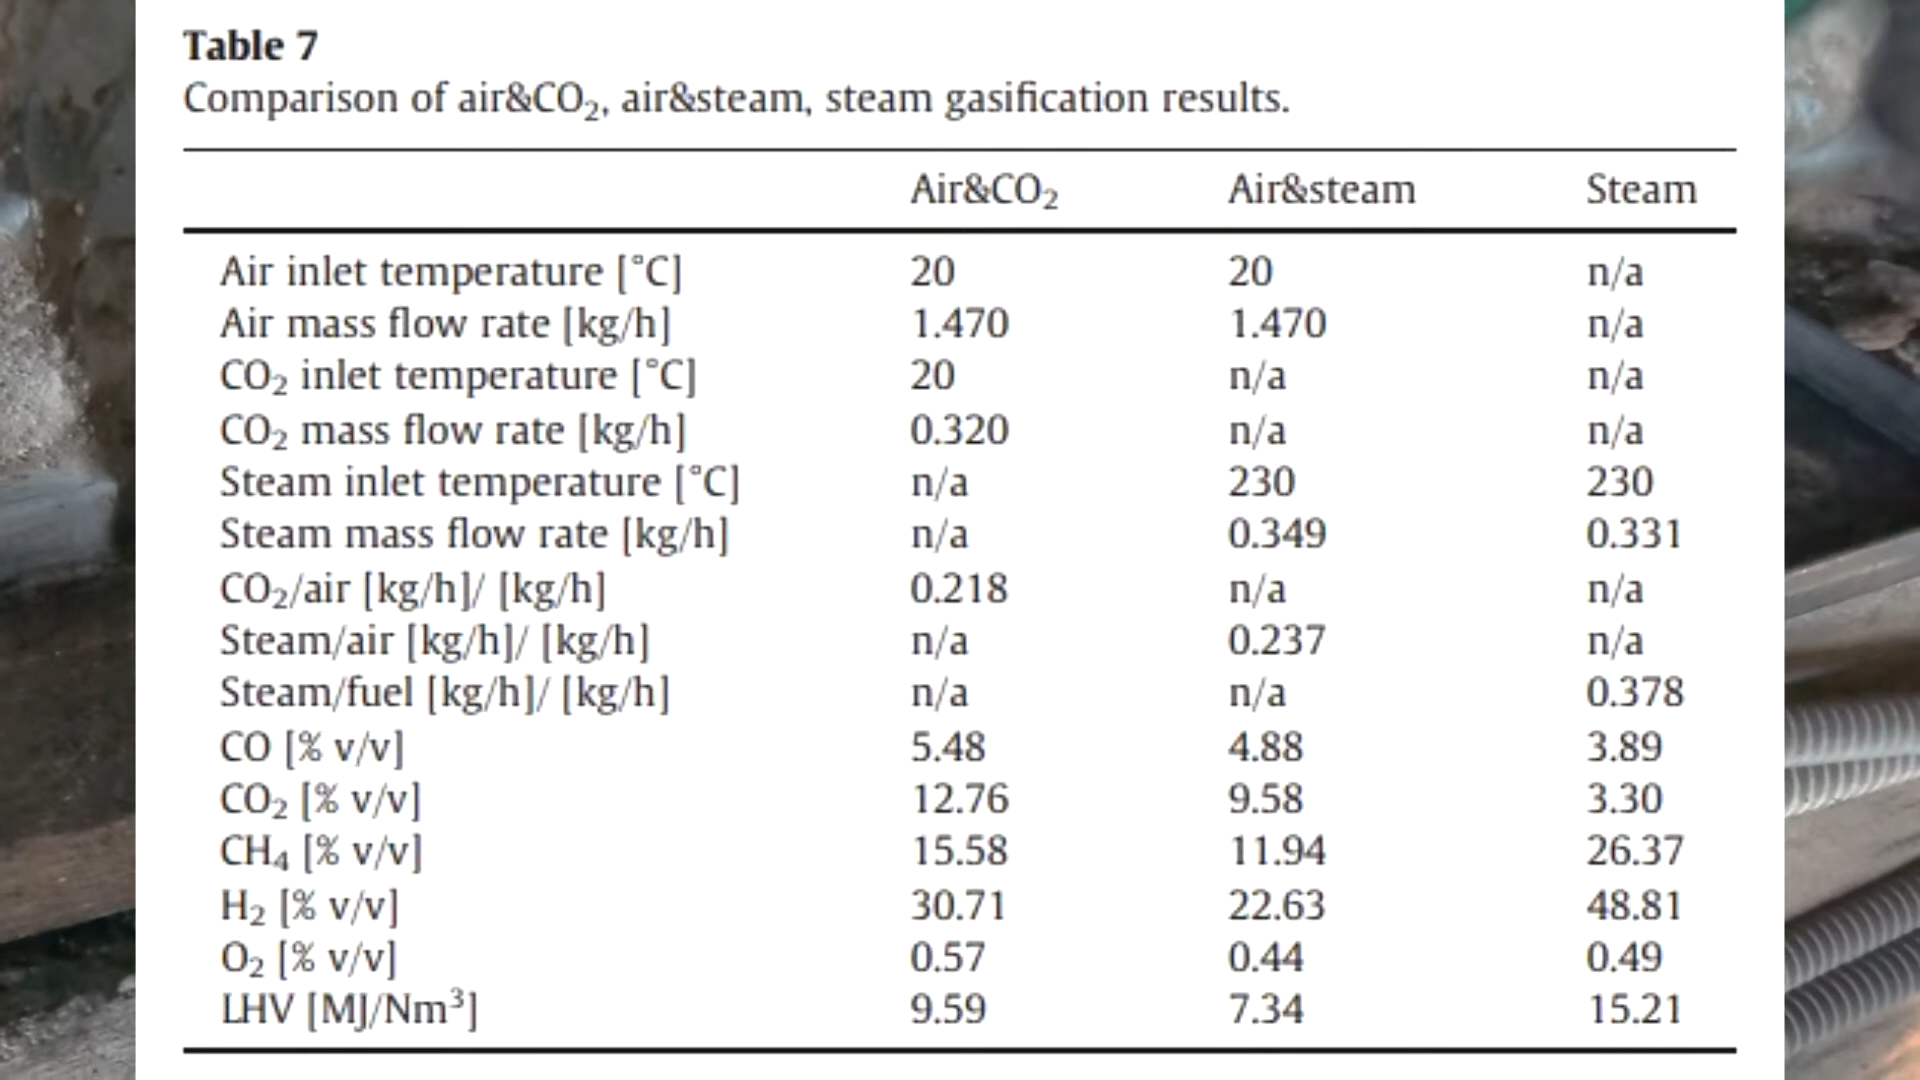 Table 7
Comparison of air&CO₂, air&steam, steam gasification results.
Air&CO₂ Air&steam Steam
Air inlet temperature [°C] 20 20 n/a
Air mass flow rate [kg/h] 1.470 1.470 n/a
CO₂ inlet temperature [°C] 20 n/a n/a
CO₂ mass flow rate [kg/h] 0.320 n/a n/a
Steam inlet temperature [°C] n/a 230 230
Steam mass flow rate [kg/h] n/a 0.349 0.331
CO₂/air [kg/h]/ [kg/h] 0.218 n/a n/a
Steam/air [kg/h]/ [kg/h] n/a 0.237 n/a
Steam/fuel [kg/h]/ [kg/h] n/a n/a 0.378
CO [% v/v] 5.48 4.88 3.89
CO₂ [% v/v] 12.76 9.58 3.30
CH₄ [% v/v] 15.58 11.94 26.37
H₂ [% v/v] 30.71 22.63 48.81
O₂ [% v/v] 0.57 0.44 0.49
LHV [MJ/Nm³] 9.59 7.34 15.21